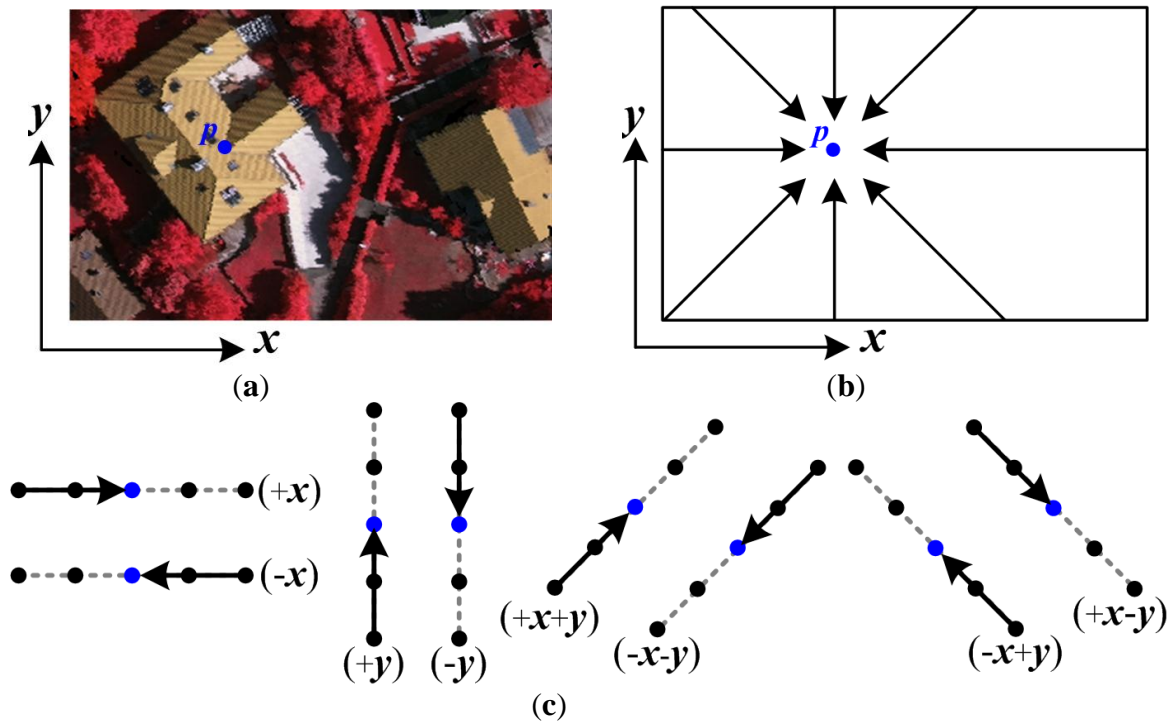 y
p
x
(a)
y
p
x
(b)
(+x)
(-x)
(+y)
(-y)
(+x+y)
(-x-y)
(-x+y)
(+x-y)
(c)